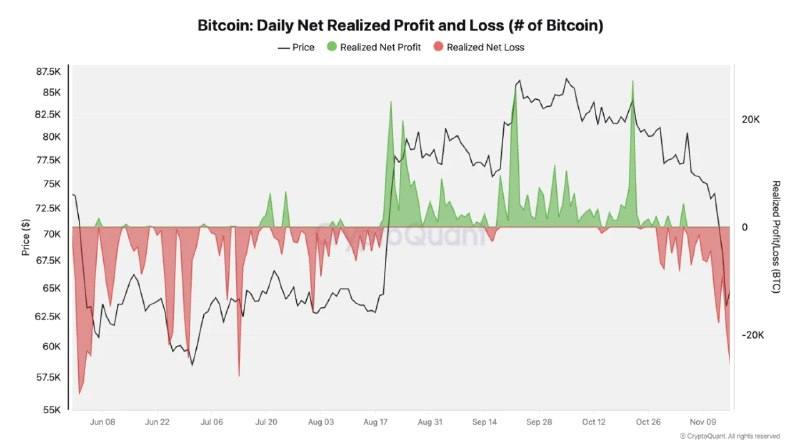 Bitcoin: Daily Net Realized Profit and Loss (# of Bitcoin)
Price Realized Net Profit Realized Net Loss
87.5K
85K
82.5K
80K
77.5K
75K
72.5K
70K
67.5K
65K
62.5K
60K
57.5K
55K
Price ($)
CryptoQuant
20K
0
-20K
Realized Profit/Loss (BTC)
Jun 08 Jun 22 Jul 06 Jul 20 Aug 03 Aug 17 Aug 31 Sep 14 Sep 28 Oct 12 Oct 26 Nov 09
© CryptoQuant. All rights reserved